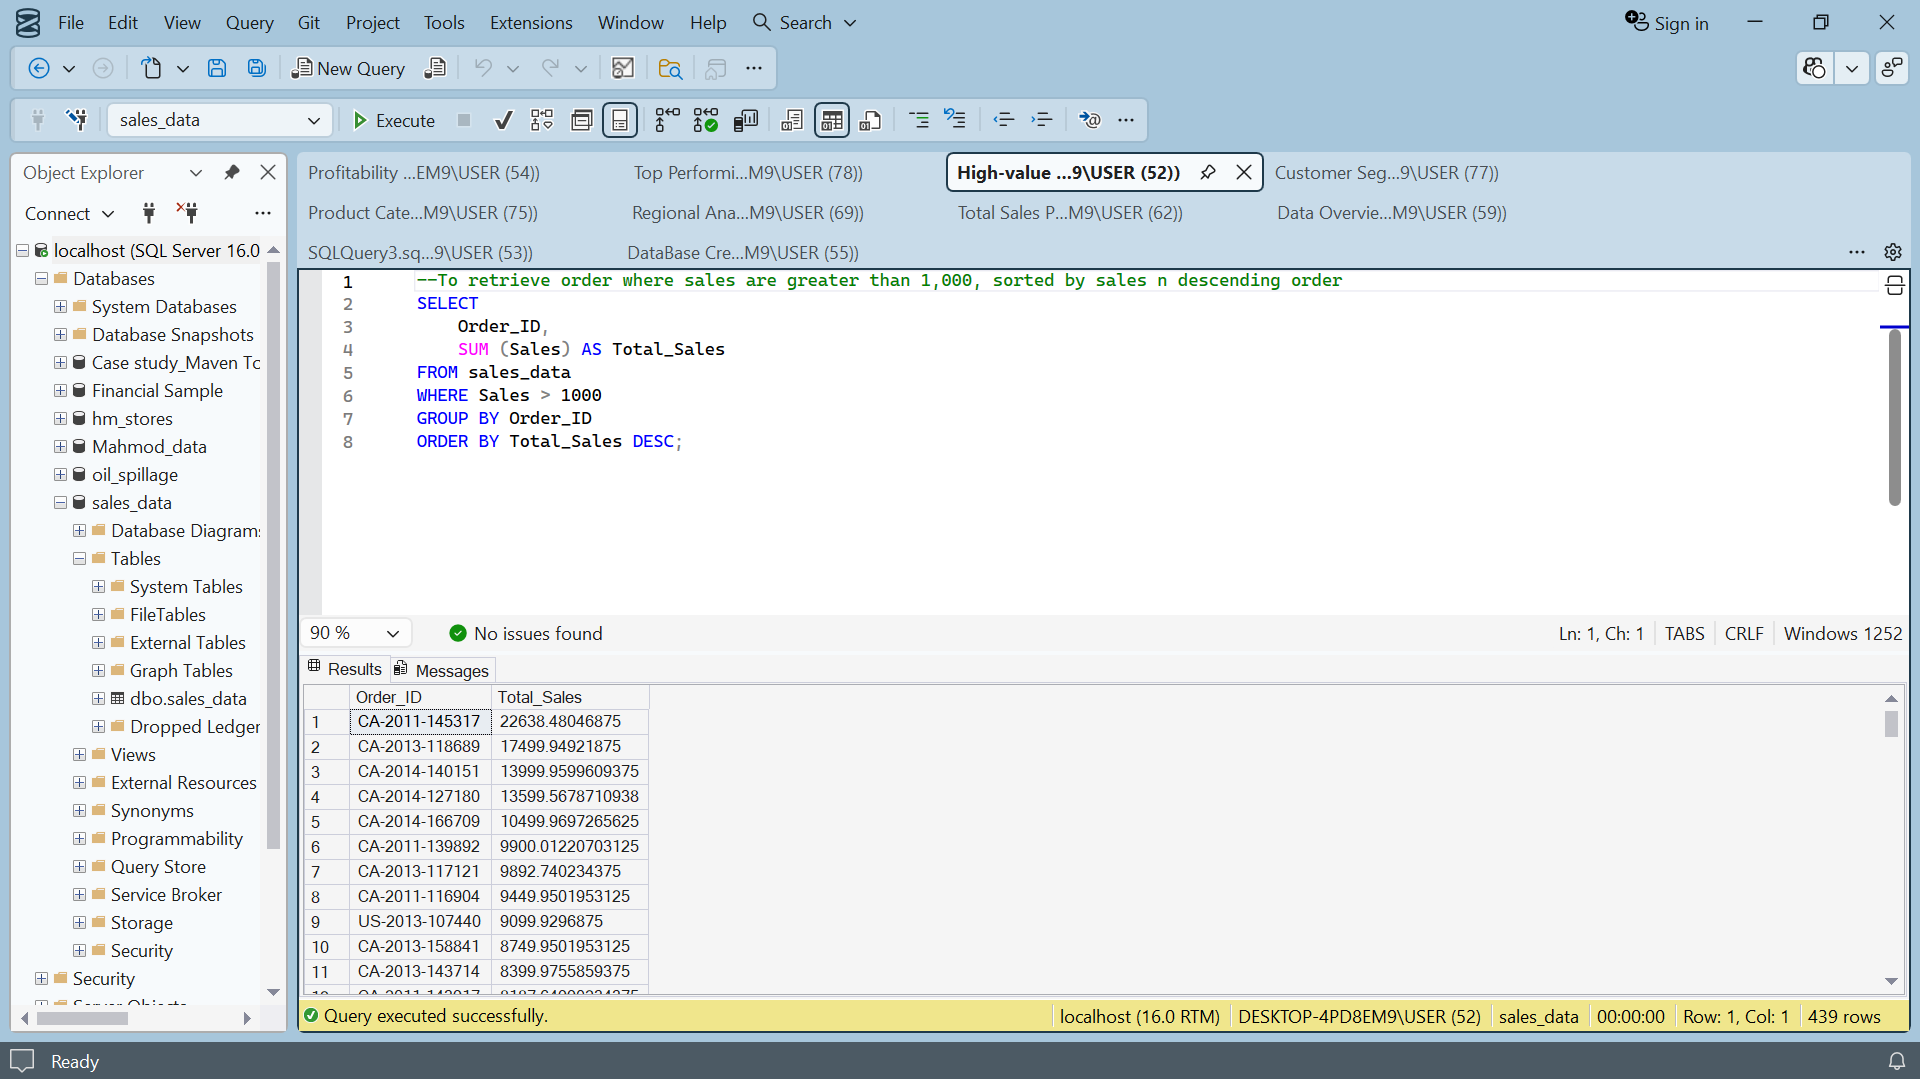 File Edit View Query Git Project Tools Extensions Window Help Search Sign in
New Query
sales_data Execute
Object Explorer
Connect
localhost (SQL Server 16.0
Databases
System Databases
Database Snapshots
Case study_Maven To
Financial Sample
hm_stores
Mahmod_data
oil_spillage
sales_data
Database Diagrams
Tables
System Tables
FileTables
External Tables
Graph Tables
dbo.sales_data
Dropped Ledger
Views
External Resources
Synonyms
Programmability
Query Store
Service Broker
Storage
Security
Security
Server Objects
Profitability ...EM9\USER (54)) Top Performi...M9\USER (78)) High-value ...9\USER (52)) Customer Seg...9\USER (77))
Product Cate...M9\USER (75)) Regional Ana...M9\USER (69)) Total Sales P...M9\USER (62)) Data Overvie...M9\USER (59))
SQLQuery3.sq...9\USER (53)) DataBase Cre...M9\USER (55))
1 --To retrieve order where sales are greater than 1,000, sorted by sales n descending order
2 SELECT
3 Order_ID,
4 SUM (Sales) AS Total_Sales
5 FROM sales_data
6 WHERE Sales > 1000
7 GROUP BY Order_ID
8 ORDER BY Total_Sales DESC;
90 % No issues found Ln: 1, Ch: 1 TABS CRLF Windows 1252
Results Messages
Order_ID Total_Sales
1 CA-2011-145317 22638.48046875
2 CA-2013-118689 17499.94921875
3 CA-2014-140151 13999.9599609375
4 CA-2014-127180 13599.5678710938
5 CA-2014-166709 10499.9697265625
6 CA-2011-139892 9900.01220703125
7 CA-2013-117121 9892.740234375
8 CA-2011-116904 9449.9501953125
9 US-2013-107440 9099.9296875
10 CA-2013-158841 8749.9501953125
11 CA-2013-143714 8399.9755859375
Query executed successfully. localhost (16.0 RTM) DESKTOP-4PD8EM9\USER (52) sales_data 00:00:00 Row: 1, Col: 1 439 rows
Ready